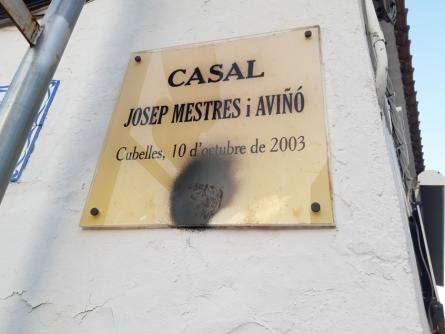 CASAL
JOSEP MESTRES i AVIÑÓ
Cubelles, 10 d'octubre de 2003